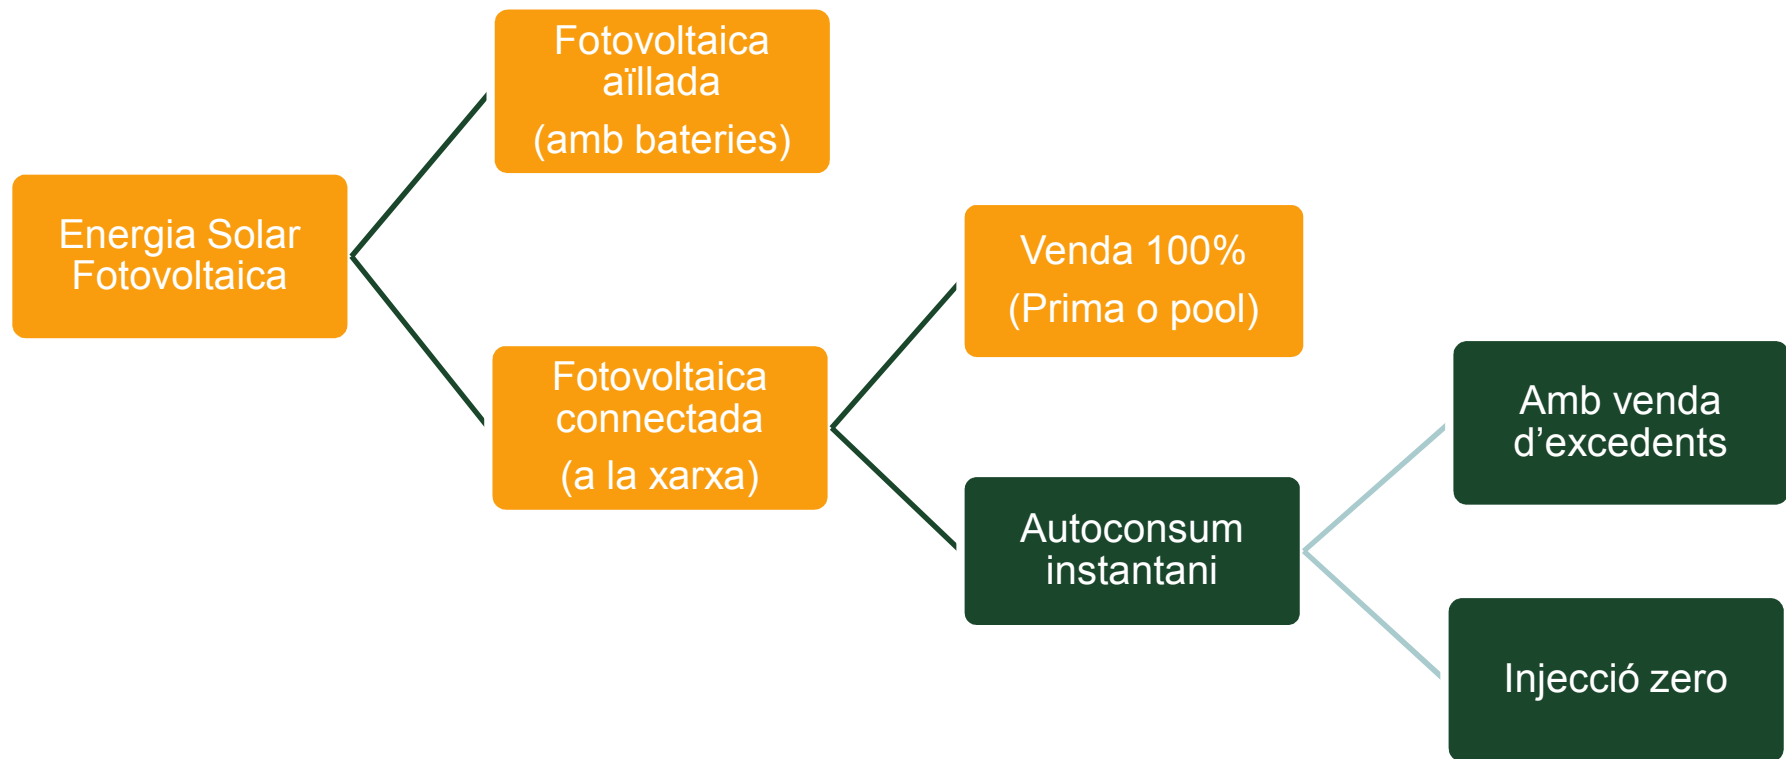 Energia Solar
Fotovoltaica
Fotovoltaica
aïllada
(amb bateries)
Fotovoltaica
connectada
(a la xarxa)
Venda 100%
(Prima o pool)
Autoconsum
instantani
Amb venda
d’excedents
Injecció zero